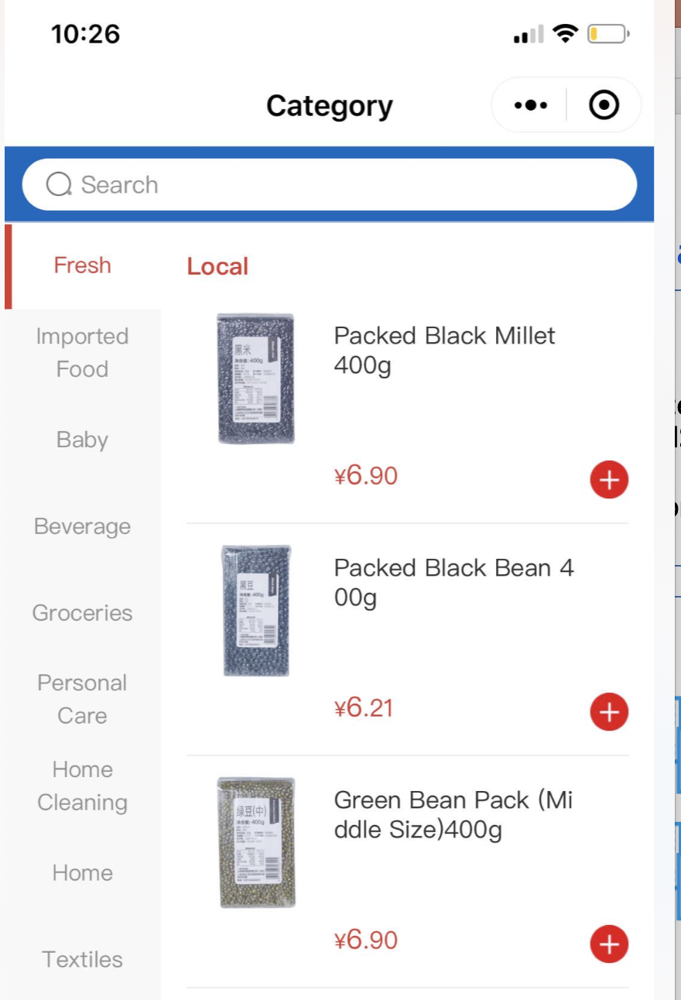 10:26
Category
Search
Fresh
Local
Imported
Food
Baby
Beverage
Groceries
Personal
Care
Home
Cleaning
Home
Textiles
黑米
净含量: 400g
Packed Black Millet
400g
¥6.90
黑豆
净含量: 400g
Packed Black Bean 4
00g
¥6.21
绿豆(中)
净含量: 400g
Green Bean Pack (Mi
ddle Size)400g
¥6.90